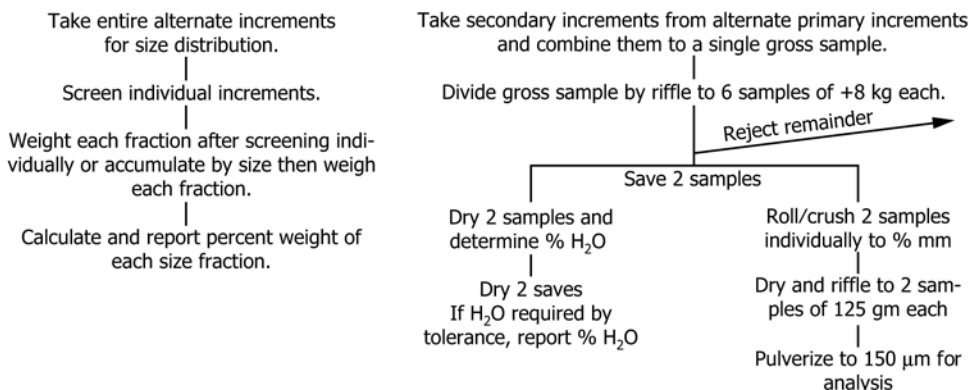 Take entire alternate increments
for size distribution.
Screen individual increments.
Weight each fraction after screening indi-
vidually or accumulate by size then weigh
each fraction.
Calculate and report percent weight of
each size fraction.
Take secondary increments from alternate primary increments
and combine them to a single gross sample.
Divide gross sample by riffle to 6 samples of +8 kg each.
Reject remainder
Save 2 samples
Dry 2 samples and
determine % H₂O
Dry 2 saves
If H₂O required by
tolerance, report % H₂O
Roll/crush 2 samples
individually to % mm
Dry and riffle to 2 sam-
ples of 125 gm each
Pulverize to 150 μm for
analysis